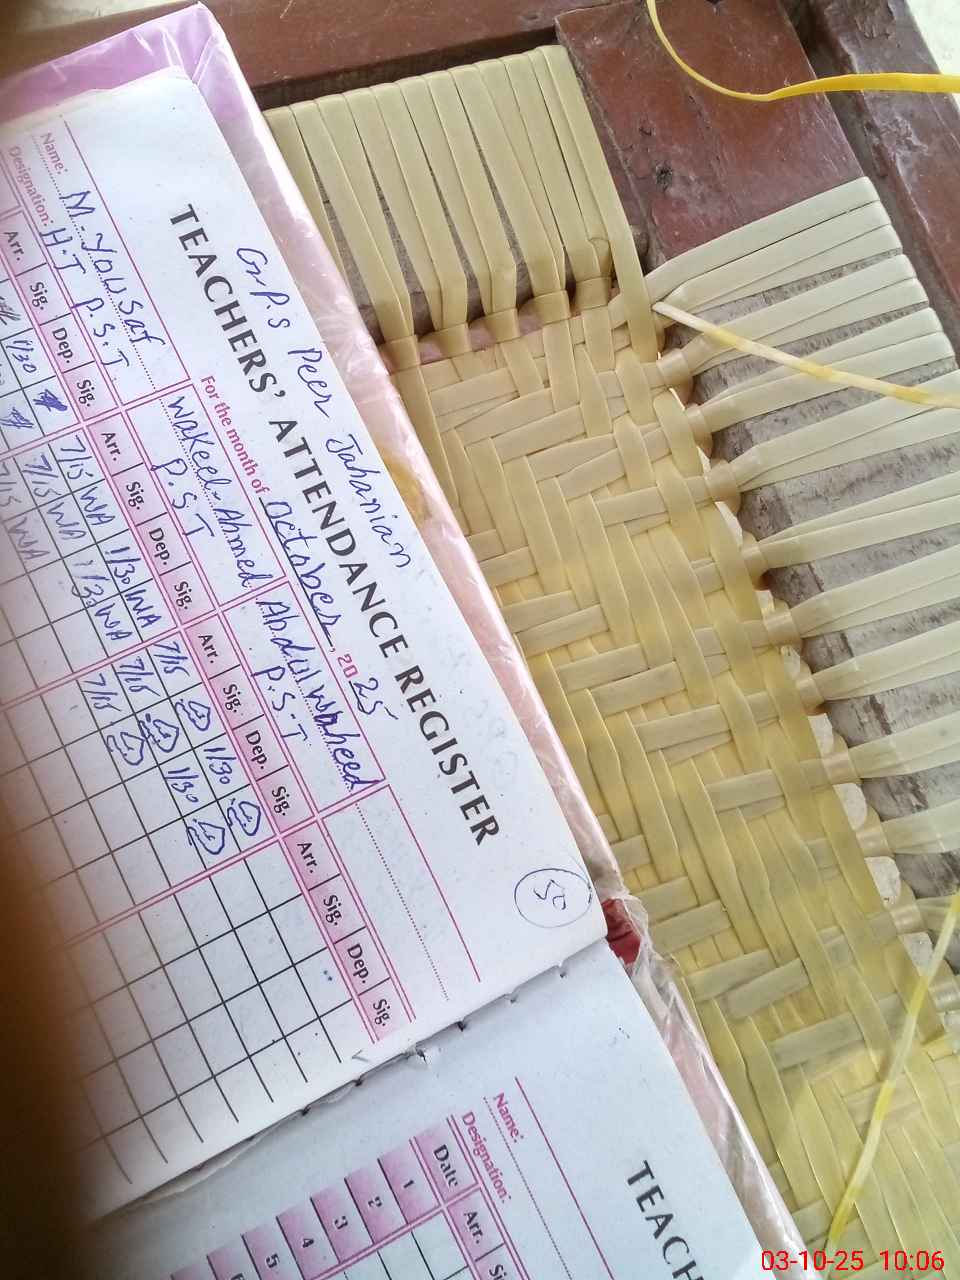 G.P.S Peer Jahanian
TEACHERS' ATTENDANCE REGISTER
50
For the month of October, 2025
Name: M. Yousaf
Wakeel Ahmed
Abdul Waheed
Designation: H.T P.S.T
P.S.T
P.S.T
Arr. Sig. Dep. Sig. Arr. Sig. Dep. Sig. Arr. Sig. Dep. Sig. Arr. Sig. Dep. Sig.
1/30 7/15 WA 1/30 WA 7/15 1/30
7/15 WA 1/30 WA 7/15 1/30
7/15 WA 7/15
TEACH
Name:
Designation:
Date Arr.
1
2
3
4
5
03-10-25 10:06